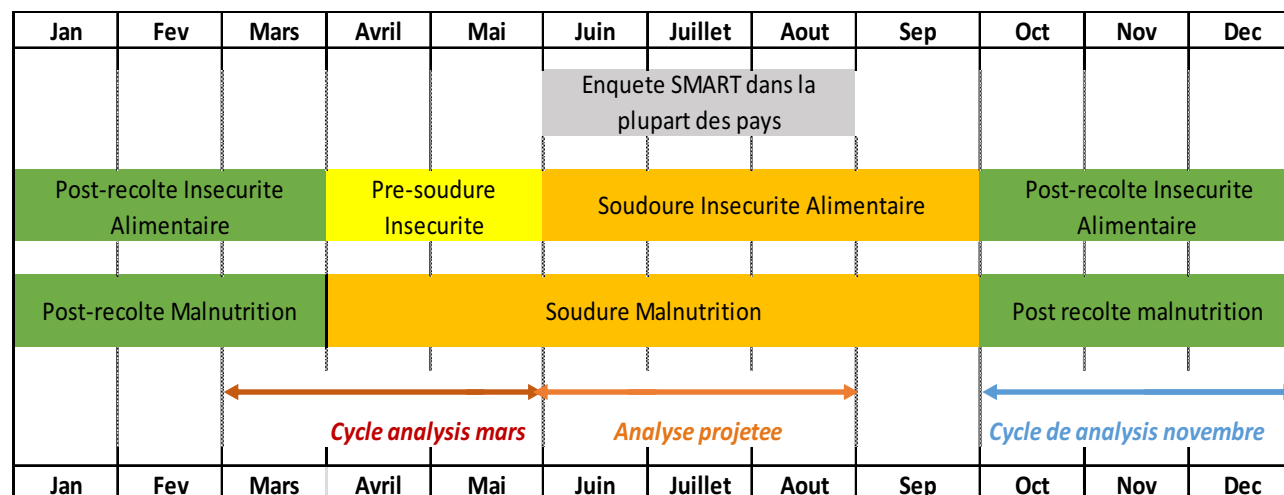 Jan Fev Mars Avril Mai Juin Juillet Aout Sep Oct Nov Dec
Enquete SMART dans la
plupart des pays
Post-recolte Insecurite
Alimentaire
Pre-soudure
Insecurite
Soudoure Insecurite Alimentaire
Post-recolte Insecurite
Alimentaire
Post-recolte Malnutrition
Soudure Malnutrition
Post recolte malnutrition
Cycle analysis mars
Analyse projetee
Cycle de analysis novembre
Jan Fev Mars Avril Mai Juin Juillet Aout Sep Oct Nov Dec